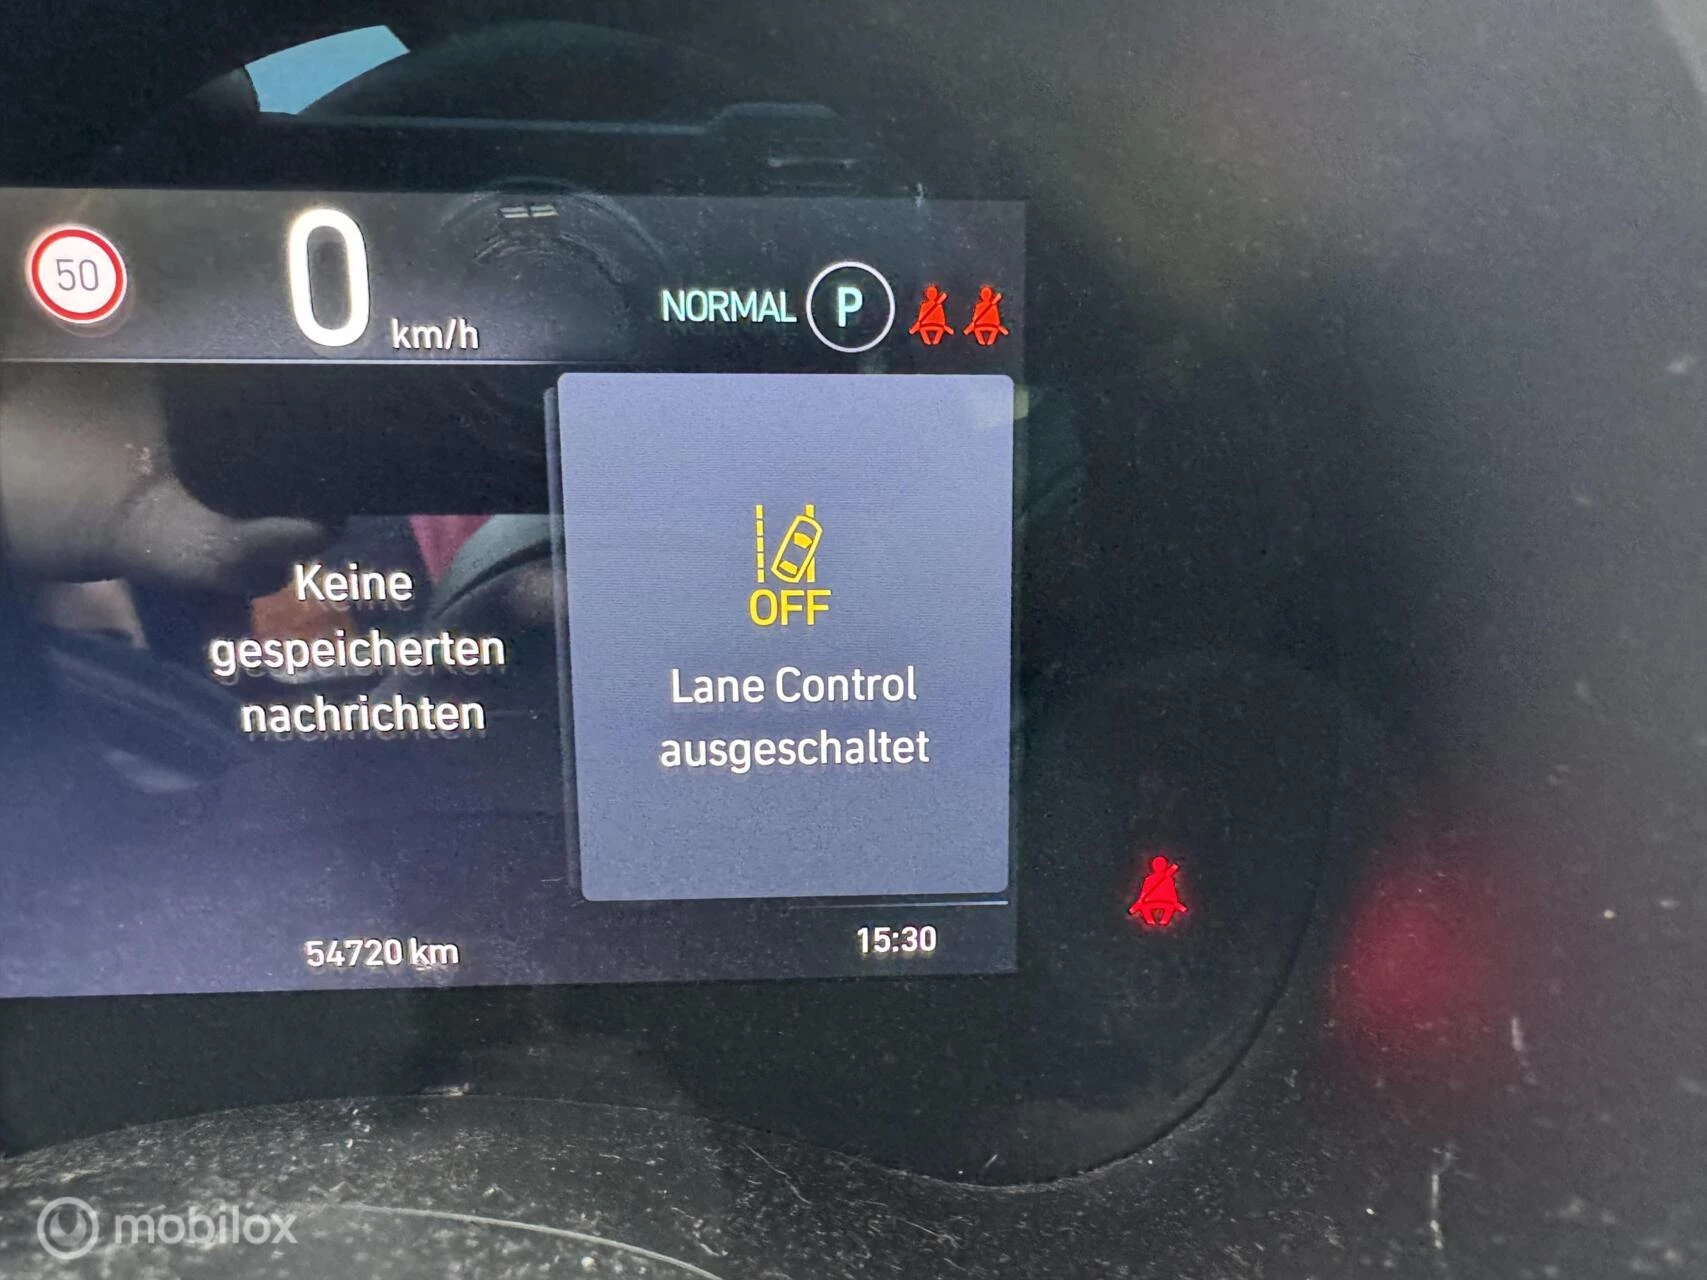 50
0
km/h
NORMAL P
Keine
gespeicherten
nachrichten
OFF
Lane Control
ausgeschaltet
54720 km
15:30
mobilox